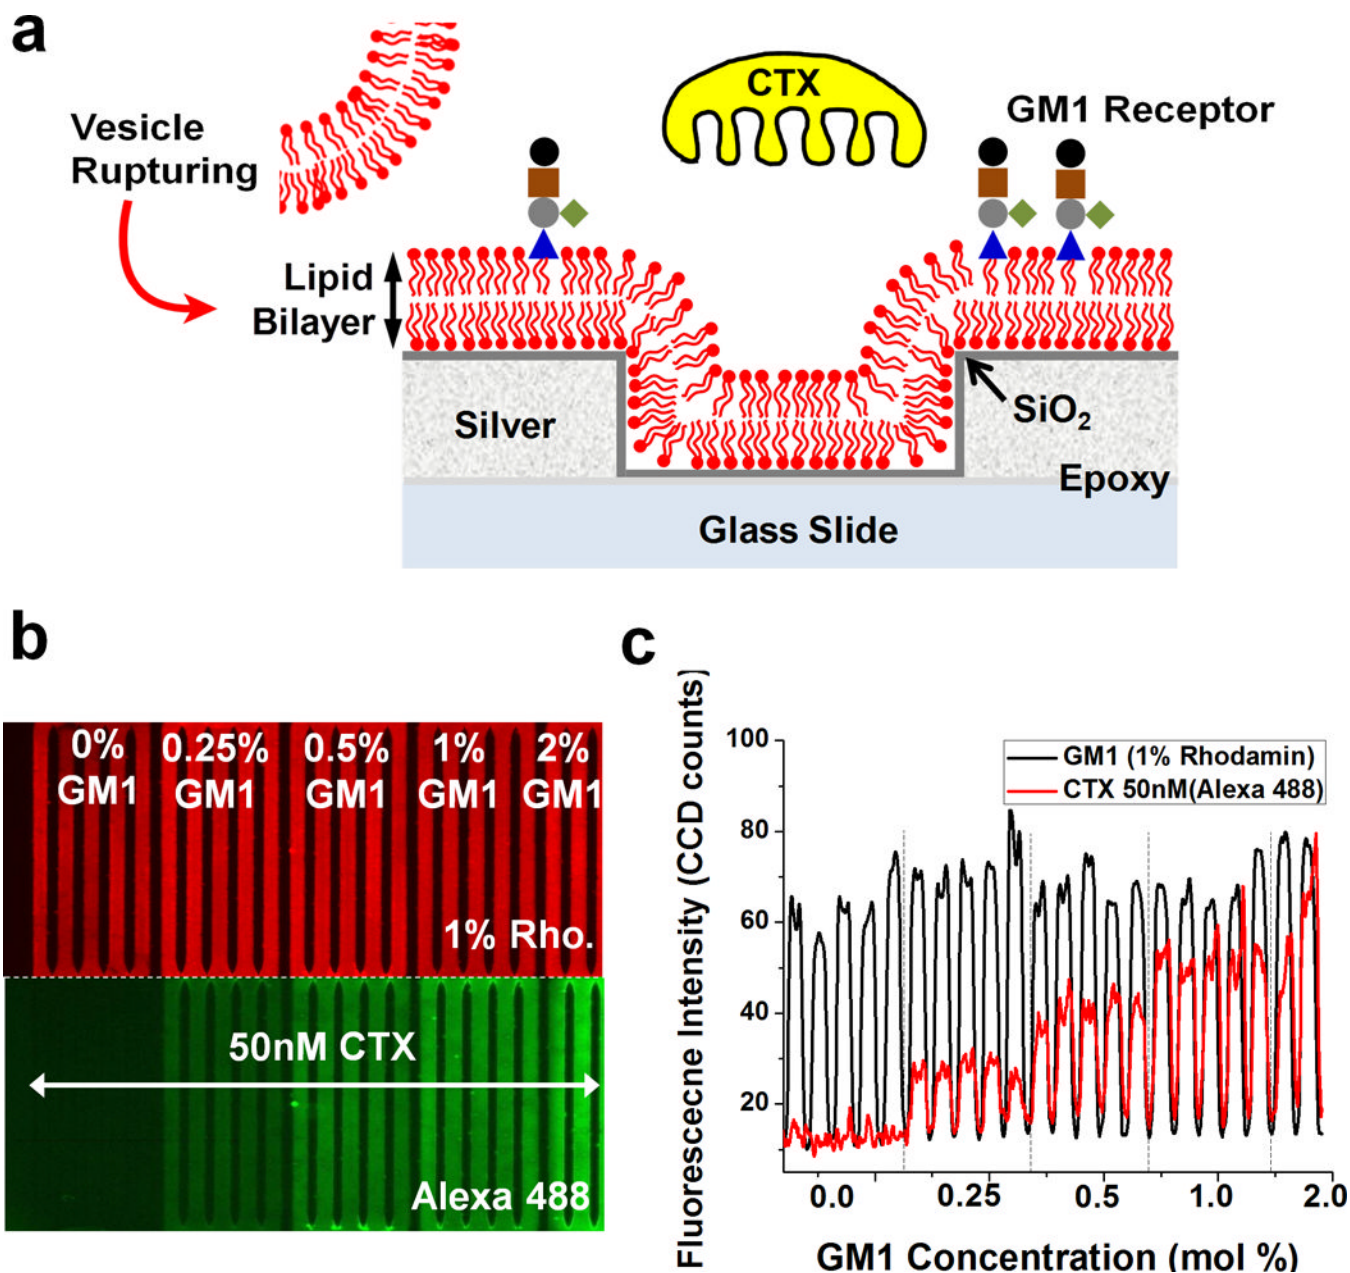 a
CTX
GM1 Receptor
Vesicle
Rupturing
Lipid
Bilayer
Silver
SiO₂
Epoxy
Glass Slide
b
0%
GM1
0.25%
GM1
0.5%
GM1
1%
GM1
2%
GM1
1% Rho.
50nM CTX
Alexa 488
c
Fluorescecne Intensity (CCD counts)
100
80
60
40
20
GM1 (1% Rhodamin)
CTX 50nM(Alexa 488)
0.0
0.25
0.5
1.0
2.0
GM1 Concentration (mol %)